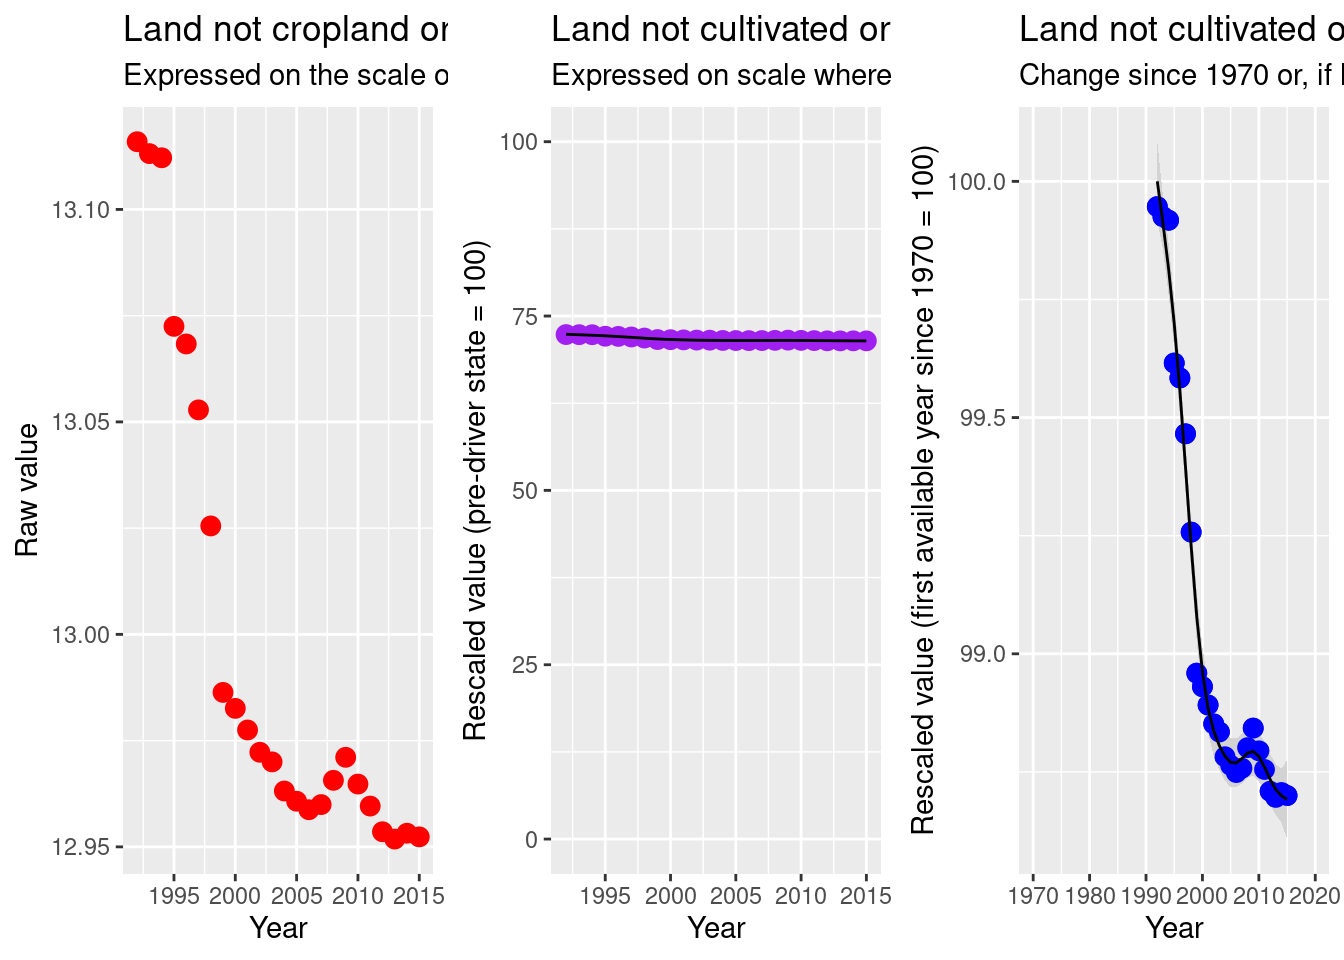 Land not cropland or
Expressed on the scale o
Raw value
13.10
13.05
13.00
12.95
1995 2000 2005 2010 2015
Year
Land not cultivated or
Expressed on scale where
Rescaled value (pre-driver state = 100)
100
75
50
25
0
1995 2000 2005 2010 2015
Year
Land not cultivated o
Change since 1970 or, if
Rescaled value (first available year since 1970 = 100)
100.0
99.5
99.0
1970 1980 1990 2000 2010 2020
Year